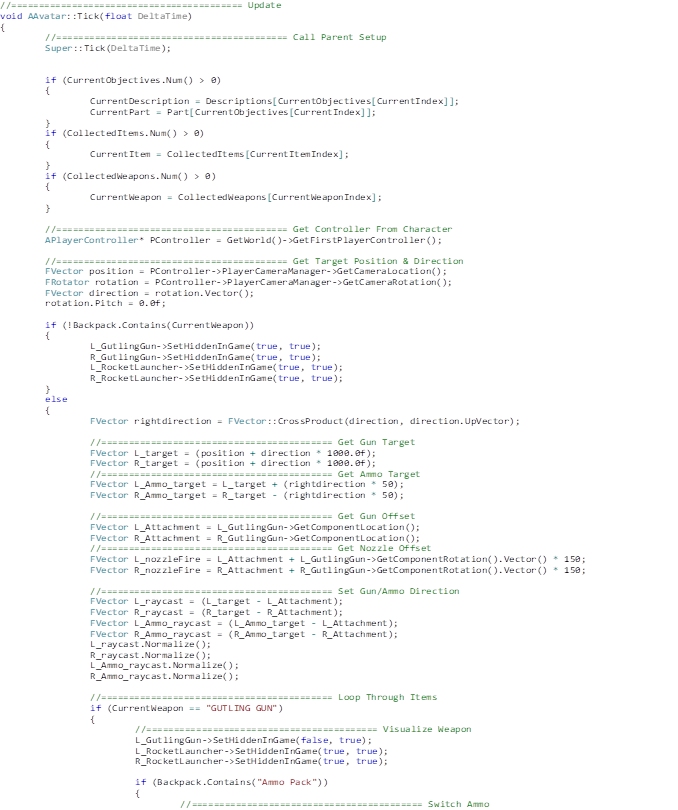 //========================================== Update
void AAvatar::Tick(float DeltaTime)
{
//========================================== Call Parent Setup
Super::Tick(DeltaTime);
if (CurrentObjectives.Num() > 0)
{
CurrentDescription = Descriptions[CurrentObjectives[CurrentIndex]];
CurrentPart = Part[CurrentObjectives[CurrentIndex]];
}
if (CollectedItems.Num() > 0)
{
CurrentItem = CollectedItems[CurrentItemIndex];
}
if (CollectedWeapons.Num() > 0)
{
CurrentWeapon = CollectedWeapons[CurrentWeaponIndex];
}
//========================================== Get Controller From Character
APlayerController* PController = GetWorld()->GetFirstPlayerController();
//========================================== Get Target Position & Direction
FVector position = PController->PlayerCameraManager->GetCameraLocation();
FRotator rotation = PController->PlayerCameraManager->GetCameraRotation();
FVector direction = rotation.Vector();
rotation.Pitch = 0.0f;
if (!Backpack.Contains(CurrentWeapon))
{
L_GutlingGun->SetHiddenInGame(true, true);
R_GutlingGun->SetHiddenInGame(true, true);
L_RocketLauncher->SetHiddenInGame(true, true);
R_RocketLauncher->SetHiddenInGame(true, true);
}
else
{
FVector rightdirection = FVector::CrossProduct(direction, direction.UpVector);
//========================================== Get Gun Target
FVector L_target = (position + direction * 1000.0f);
FVector R_target = (position + direction * 1000.0f);
//========================================== Get Ammo Target
FVector L_Ammo_target = L_target + (rightdirection * 50);
FVector R_Ammo_target = R_target - (rightdirection * 50);
//========================================== Get Gun Offset
FVector L_Attachment = L_GutlingGun->GetComponentLocation();
FVector R_Attachment = R_GutlingGun->GetComponentLocation();
//========================================== Get Nozzle Offset
FVector L_nozzleFire = L_Attachment + L_GutlingGun->GetComponentRotation().Vector() * 150;
FVector R_nozzleFire = R_Attachment + R_GutlingGun->GetComponentRotation().Vector() * 150;
//========================================== Set Gun/Ammo Direction
FVector L_raycast = (L_target - L_Attachment);
FVector R_raycast = (R_target - R_Attachment);
FVector L_Ammo_raycast = (L_Ammo_target - L_Attachment);
FVector R_Ammo_raycast = (R_Ammo_target - R_Attachment);
L_raycast.Normalize();
R_raycast.Normalize();
L_Ammo_raycast.Normalize();
R_Ammo_raycast.Normalize();
//========================================== Loop Through Items
if (CurrentWeapon == "GUTLING GUN")
{
//========================================== Visualize Weapon
L_GutlingGun->SetHiddenInGame(false, true);
L_RocketLauncher->SetHiddenInGame(true, true);
R_RocketLauncher->SetHiddenInGame(true, true);
if (Backpack.Contains("Ammo Pack"))
{
//========================================== Switch Ammo